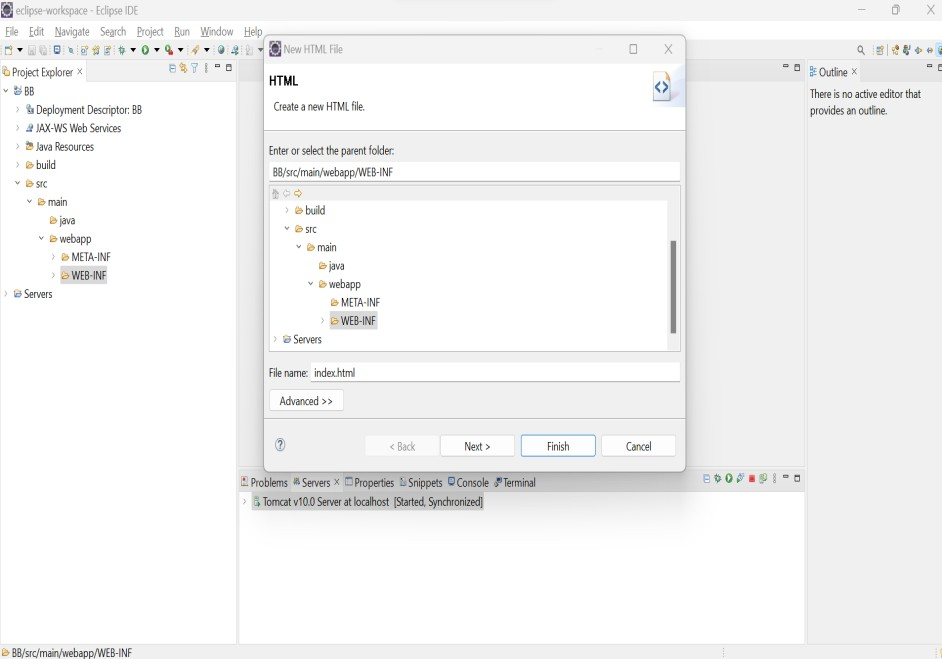 eclipse-workspace - Eclipse IDE
File Edit Navigate Search Project Run Window Help
Project Explorer ×
BB
Deployment Descriptor: BB
JAX-WS Web Services
Java Resources
build
src
main
java
webapp
META-INF
WEB-INF
Servers
New HTML File
HTML
Create a new HTML file.
Enter or select the parent folder:
BB/src/main/webapp/WEB-INF
build
src
main
java
webapp
META-INF
WEB-INF
Servers
File name: index.html
Advanced >>
< Back Next > Finish Cancel
Outline ×
There is no active editor that
provides an outline.
Problems Servers × Properties Snippets Console Terminal
Tomcat v10.0 Server at localhost [Started, Synchronized]
BB/src/main/webapp/WEB-INF